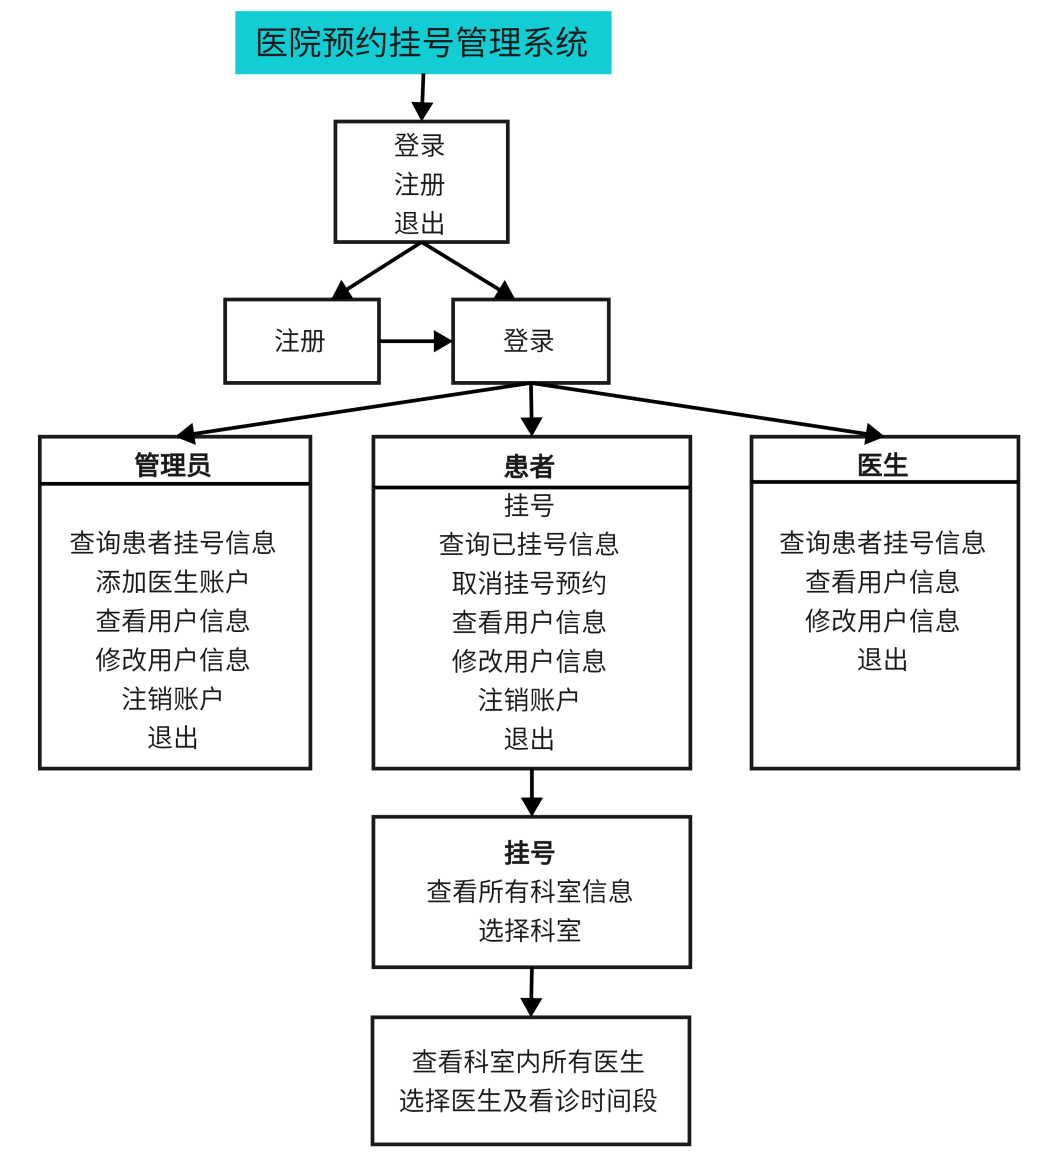 医院预约挂号管理系统
登录
注册
退出
注册
登录
管理员
查询患者挂号信息
添加医生账户
查看用户信息
修改用户信息
注销账户
退出
患者
挂号
查询已挂号信息
取消挂号预约
查看用户信息
修改用户信息
注销账户
退出
医生
查询患者挂号信息
查看用户信息
修改用户信息
退出
挂号
查看所有科室信息
选择科室
查看科室内所有医生
选择医生及看诊时间段